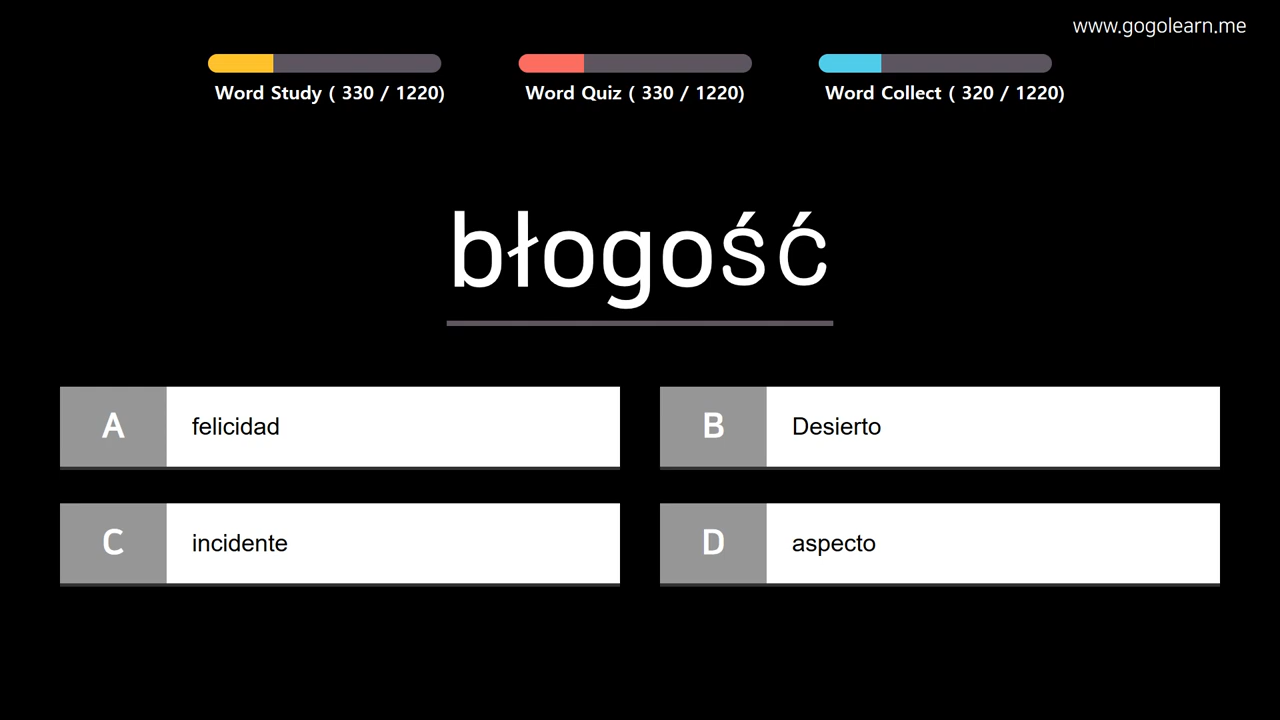 www.gogolearn.me
Word Study ( 330 / 1220)
Word Quiz ( 330 / 1220)
Word Collect ( 320 / 1220)
błogość
A felicidad
B Desierto
C incidente
D aspecto